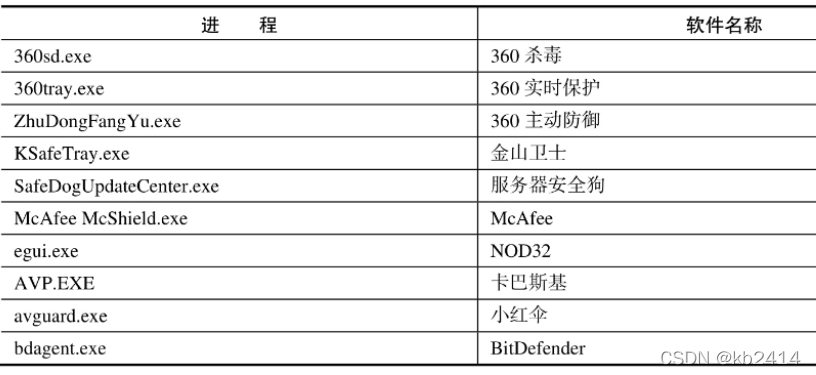 进 程 软件名称
360sd.exe 360 杀毒
360tray.exe 360 实时保护
ZhuDongFangYu.exe 360 主动防御
KSafeTray.exe 金山卫士
SafeDogUpdateCenter.exe 服务器安全狗
McAfee McShield.exe McAfee
egui.exe NOD32
AVP.EXE 卡巴斯基
avguard.exe 小红伞
bdagent.exe BitDefender
CSDN @kb2414